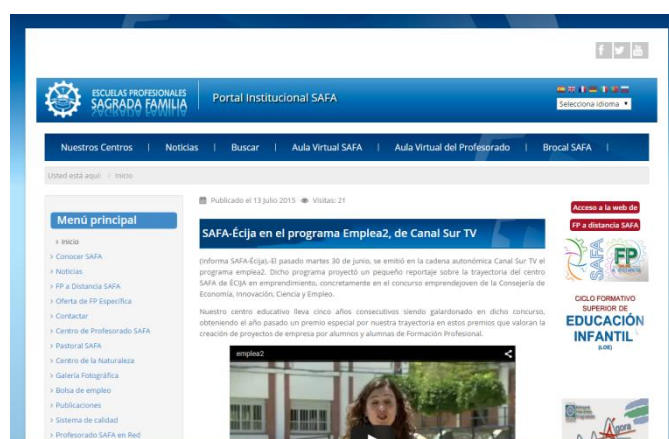 ESCUELAS PROFESIONALES
SAGRADA FAMILIA
Portal Institucional SAFA
Selecciona idioma
Nuestros Centros | Noticias | Buscar | Aula Virtual SAFA | Aula Virtual del Profesorado | Brocal SAFA |
Usted está aquí: / Inicio
Menú principal
Inicio
Conocer SAFA
Noticias
FP a Distancia SAFA
Oferta de FP Específica
Contactar
Centro de Profesorado SAFA
Pastoral SAFA
Centro de la Naturaleza
Galería Fotográfica
Bolsa de empleo
Publicaciones
Sistema de calidad
Profesorado SAFA en Red
Publicado el 13 Julio 2015 Visitas: 21
SAFA-Écija en el programa Emplea2, de Canal Sur TV
(Informa SAFA-Écija).-El pasado martes 30 de junio, se emitió en la cadena autonómica Canal Sur TV el
programa emplea2. Dicho programa proyectó un pequeño reportaje sobre la trayectoria del centro
SAFA de ÉCIJA en emprendimiento, concretamente en el concurso emprendejoven de la Consejería de
Economía, Innovación, Ciencia y Empleo.
Nuestro centro educativo lleva cinco años consecutivos siendo galardonado en dicho concurso,
obteniendo el año pasado un premio especial por nuestra trayectoria en estos premios que valoran la
creación de proyectos de empresa por alumnos y alumnas de Formación Profesional.
emplea2
Acceso a la web de
FP a distancia SAFA
SAFA
FP
CICLO FORMATIVO
SUPERIOR DE
EDUCACIÓN
INFANTIL
(LOE)
Ágora